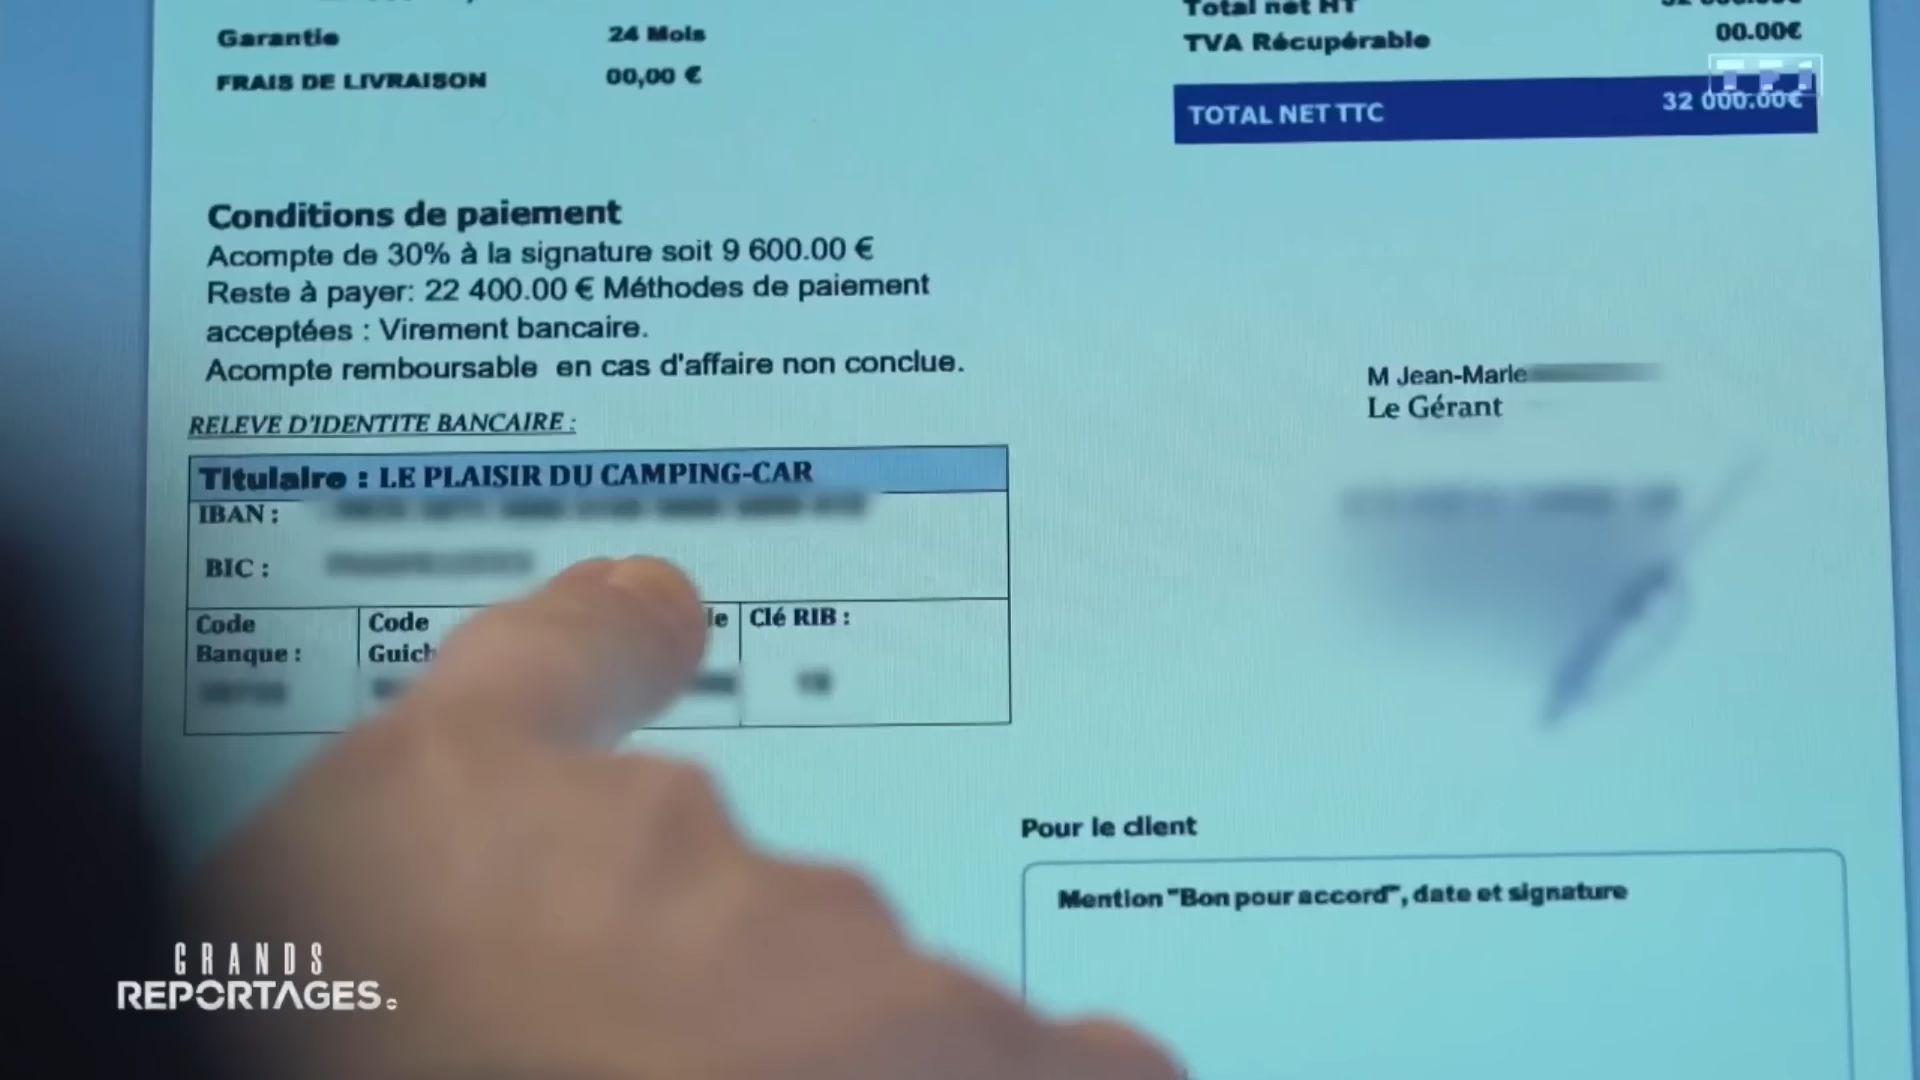 Total net HT
Garantie 24 Mois
TVA Récupérable 00.00€
FRAIS DE LIVRAISON 00,00 €
TF1
TOTAL NET TTC 32 000.00€
Conditions de paiement
Acompte de 30% à la signature soit 9 600.00 €
Reste à payer: 22 400.00 € Méthodes de paiement
acceptées : Virement bancaire.
Acompte remboursable en cas d'affaire non conclue.
M Jean-Marie
Le Gérant
RELEVE D'IDENTITE BANCAIRE :
Titulaire : LE PLAISIR DU CAMPING-CAR
IBAN :
BIC :
Code
Banque :
Code
Clé RIB :
Pour le client
Mention "Bon pour accord", date et signature
GRANDS
REPORTAGES